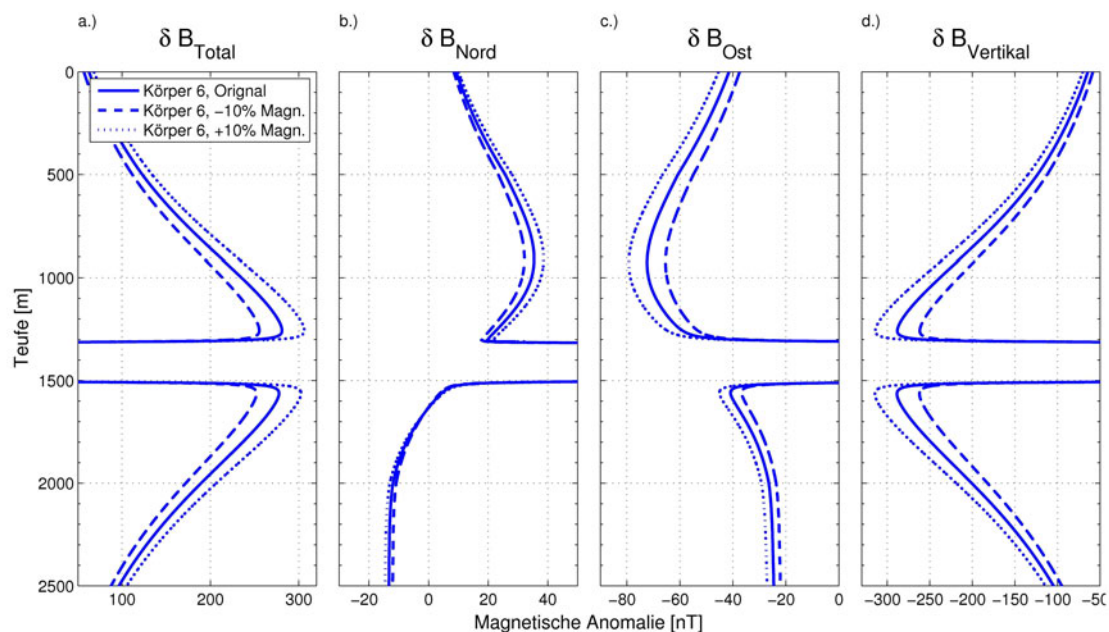 a.)
δ B_Total
b.)
δ B_Nord
c.)
δ B_Ost
d.)
δ B_Vertikal
Körper 6, Orignal
Körper 6, −10% Magn.
Körper 6, +10% Magn.
0
500
1000
1500
2000
2500
Teufe [m]
100 200 300
−20 0 20 40
−80 −60 −40 −20 0
−300 −250 −200 −150 −100 −50
Magnetische Anomalie [nT]